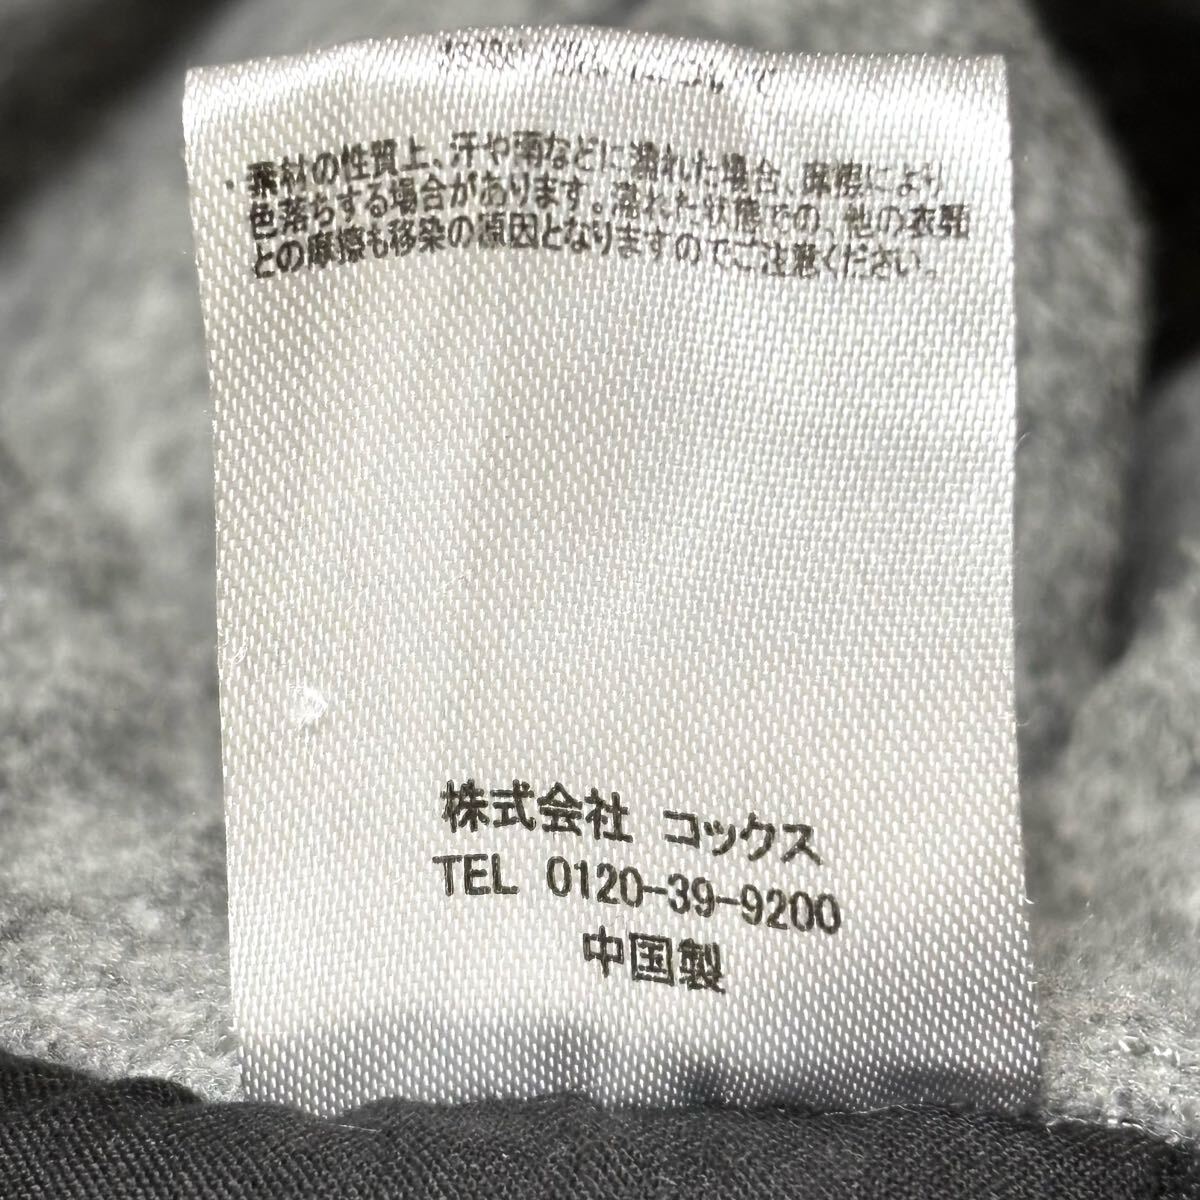 ・素材の性質上、汗や雨などに濡れた場合、摩擦により
色落ちする場合があります。濡れた状態での、他の衣類
との摩擦も移染の原因となりますのでご注意ください。
株式会社 コックス
TEL 0120-39-9200
中国製